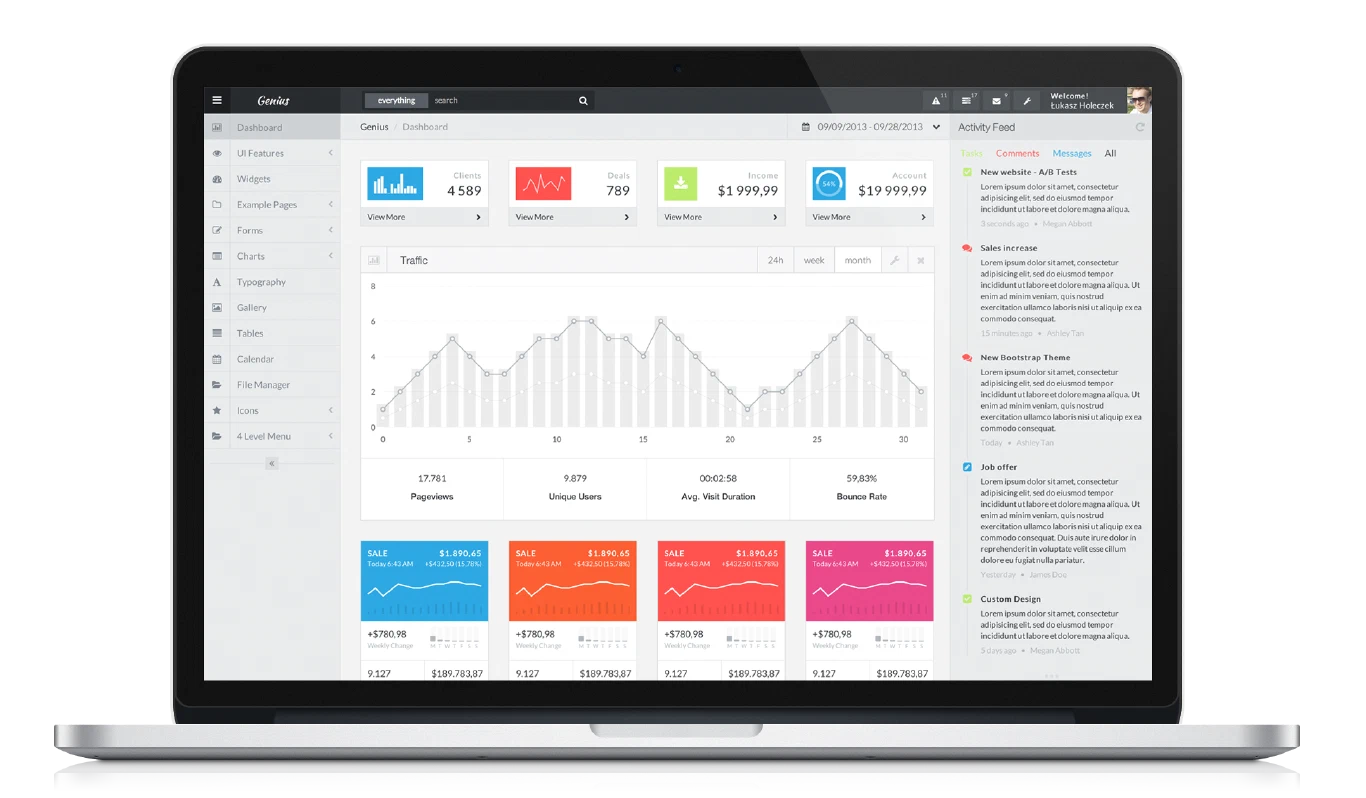 Genius
everything search
11
17
9
Welcome!
Łukasz Holeczek
Dashboard
UI Features
Widgets
Example Pages
Forms
Charts
Typography
Gallery
Tables
Calendar
File Manager
Icons
4 Level Menu
Genius / Dashboard
09/09/2013 - 09/28/2013
Clients
4 589
View More
Deals
789
View More
Income
$1 999,99
View More
54%
Account
$19 999,99
View More
Traffic
24h week month
8
6
4
2
0
0 5 10 15 20 25 30
17.781
Pageviews
9.879
Unique Users
00:02:58
Avg. Visit Duration
59,83%
Bounce Rate
SALE $1.890,65
Today 6:43 AM +$432,50 (15,78%)
+$780,98
Weekly Change
M T W T F S S
9.127 $189.783,87
SALE $1.890,65
Today 6:43 AM +$432,50 (15,78%)
+$780,98
Weekly Change
M T W T F S S
9.127 $189.783,87
SALE $1.890,65
Today 6:43 AM +$432,50 (15,78%)
+$780,98
Weekly Change
M T W T F S S
9.127 $189.783,87
SALE $1.890,65
Today 6:43 AM +$432,50 (15,78%)
+$780,98
Weekly Change
M T W T F S S
9.127 $189.783,87
Activity Feed
Tasks Comments Messages All
New website - A/B Tests
Lorem ipsum dolor sit amet, consectetur
adipisicing elit, sed do eiusmod tempor
incididunt ut labore et dolore magna aliqua.
3 seconds ago • Megan Abbott
Sales increase
Lorem ipsum dolor sit amet, consectetur
adipisicing elit, sed do eiusmod tempor
incididunt ut labore et dolore magna aliqua. Ut
enim ad minim veniam, quis nostrud
exercitation ullamco laboris nisi ut aliquip ex ea
commodo consequat.
15 minutes ago • Ashley Tan
New Bootstrap Theme
Lorem ipsum dolor sit amet, consectetur
adipisicing elit, sed do eiusmod tempor
incididunt ut labore et dolore magna aliqua. Ut
enim ad minim veniam, quis nostrud
exercitation ullamco laboris nisi ut aliquip ex ea
commodo consequat.
Today • Ashley Tan
Job offer
Lorem ipsum dolor sit amet, consectetur
adipisicing elit, sed do eiusmod tempor
incididunt ut labore et dolore magna aliqua. Ut
enim ad minim veniam, quis nostrud
exercitation ullamco laboris nisi ut aliquip ex ea
commodo consequat. Duis aute irure dolor in
reprehenderit in voluptate velit esse cillum
dolore eu fugiat nulla pariatur.
Yesterday • James Doe
Custom Design
Lorem ipsum dolor sit amet, consectetur
adipisicing elit, sed do eiusmod tempor
incididunt ut labore et dolore magna aliqua.
5 days ago • Megan Abbott